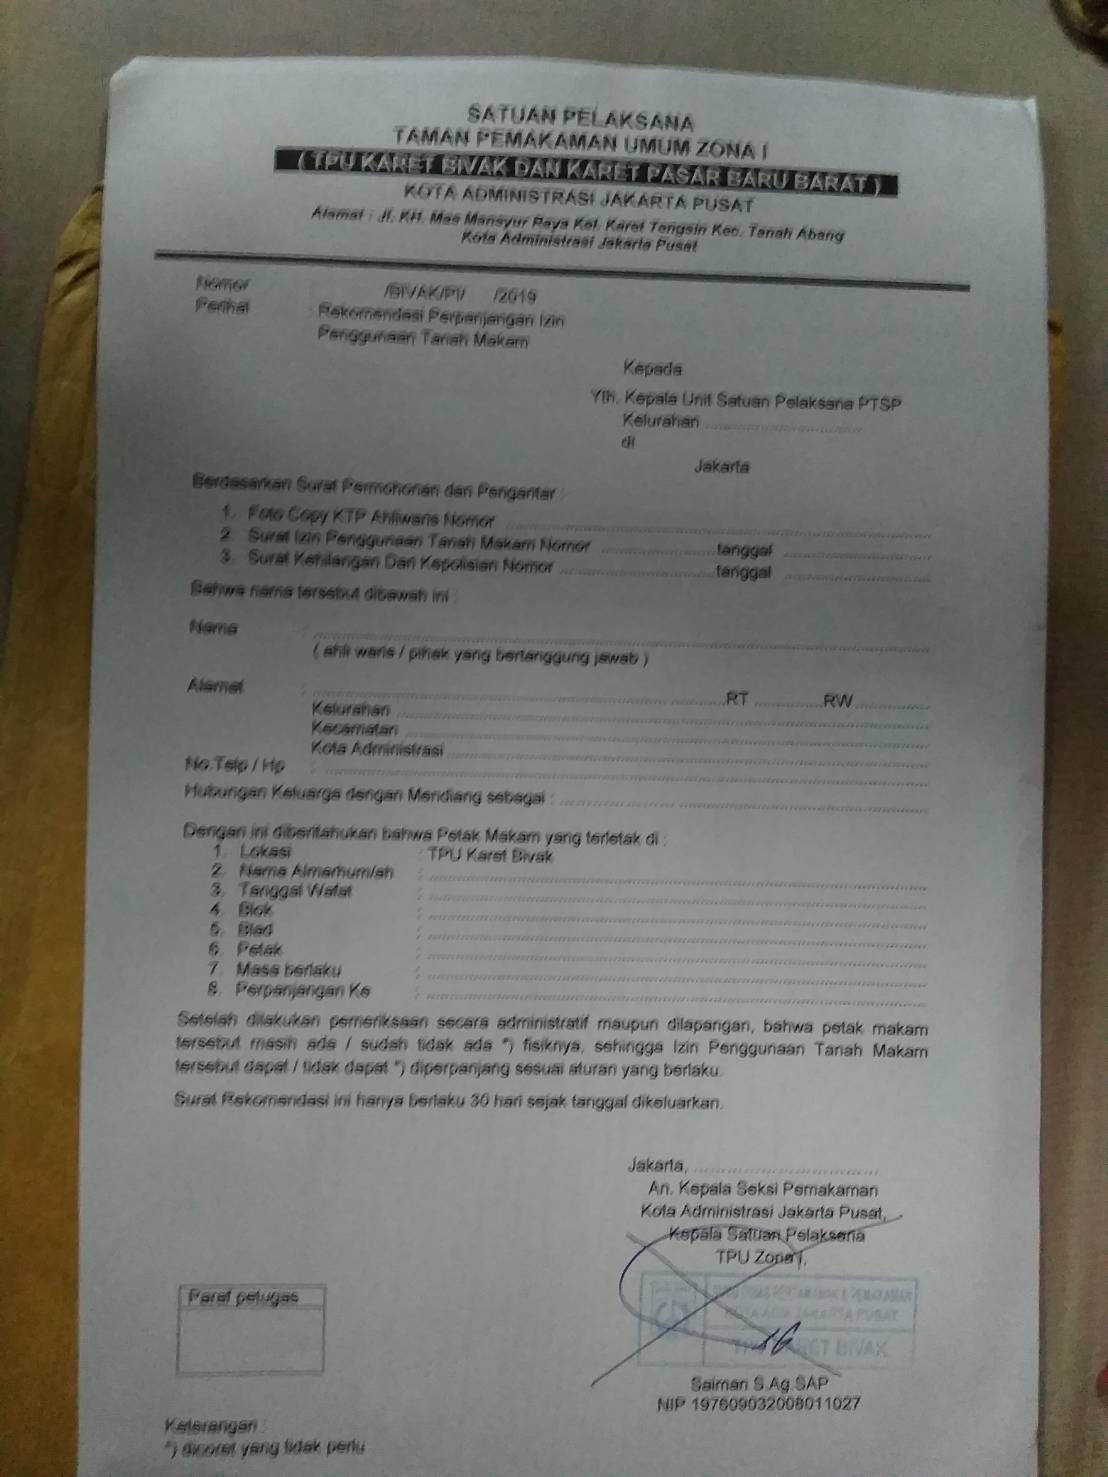 SATUAN PELAKSANA
TAMAN PEMAKAMAN UMUM ZONA I
( TPU KARET BIVAK DAN KARET PASAR BARU BARAT )
KOTA ADMINISTRASI JAKARTA PUSAT
Alamat : Jl. KH. Mas Mansyur Raya Kel. Karet Tengsin Kec. Tanah Abang
Kota Administrasi Jakarta Pusat
Nomor /BIVAK/PI/ /2019
Perihal : Rekomendasi Perpanjangan Izin
Penggunaan Tanah Makam
Kepada
Yth. Kepala Unit Satuan Pelaksana PTSP
Kelurahan ..............................
di
Jakarta
Berdasarkan Surat Permohonan dan Pengantar :
1. Foto Copy KTP Ahliwaris Nomor ..............................
2. Surat Izin Penggunaan Tanah Makam Nomor .................... tanggal ....................
3. Surat Kehilangan Dari Kepolisian Nomor .................... tanggal ....................
Bahwa nama tersebut dibawah ini :
Nama : ..............................
( ahli waris / pihak yang bertanggung jawab )
Alamat : .............................. RT .......... RW ..........
Kelurahan ..............................
Kecamatan ..............................
Kota Administrasi ..............................
No.Telp / Hp : ..............................
Hubungan Keluarga dengan Mendiang sebagai : ..............................
Dengan ini diberitahukan bahwa Petak Makam yang terletak di :
1. Lokasi : TPU Karet Bivak
2. Nama Almarhum/ah : ..............................
3. Tanggal Wafat : ..............................
4. Blok : ..............................
5. Blad : ..............................
6. Petak : ..............................
7. Masa berlaku : ..............................
8. Perpanjangan Ke : ..............................
Setelah dilakukan pemeriksaan secara administratif maupun dilapangan, bahwa petak makam
tersebut masih ada / sudah tidak ada *) fisiknya, sehingga Izin Penggunaan Tanah Makam
tersebut dapat / tidak dapat *) diperpanjang sesuai aturan yang berlaku.
Surat Rekomendasi ini hanya berlaku 30 hari sejak tanggal dikeluarkan.
Jakarta, ..............................
An. Kepala Seksi Pemakaman
Kota Administrasi Jakarta Pusat,
Kepala Satuan Pelaksana
TPU Zona I,
KOTA ADM. JAKARTA PUSAT
TPU KARET BIVAK
Saiman S.Ag.SAP
NIP 197609032008011027
Paraf petugas
Keterangan :
*) dicoret yang tidak perlu